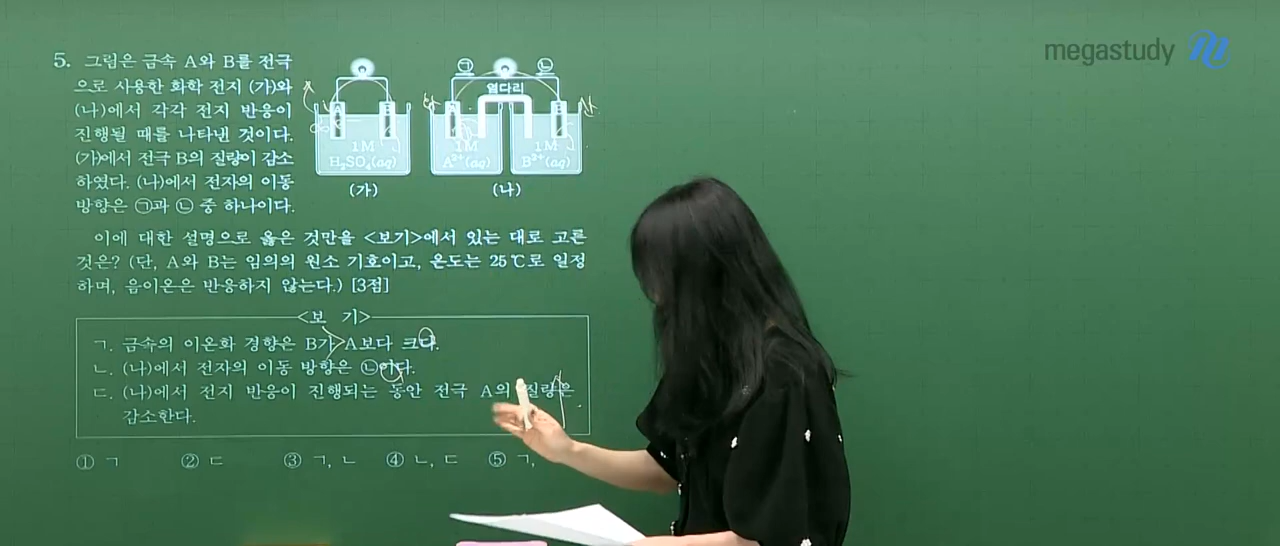 megastudy
5. 그림은 금속 A와 B를 전극
으로 사용한 화학 전지 (가)와
(나)에서 각각 전지 반응이
진행될 때를 나타낸 것이다.
(가)에서 전극 B의 질량이 감소
하였다. (나)에서 전자의 이동
방향은 ㉠과 ㉡ 중 하나이다.
A
B
1M
H₂SO₄(aq)
(가)
㉠
㉡
염다리
A
B
1M
A²⁺(aq)
1M
B²⁺(aq)
(나)
이에 대한 설명으로 옳은 것만을 <보기>에서 있는 대로 고른
것은? (단, A와 B는 임의의 원소 기호이고, 온도는 25℃로 일정
하며, 음이온은 반응하지 않는다.) [3점]
<보 기>
ㄱ. 금속의 이온화 경향은 B가 A보다 크다.
ㄴ. (나)에서 전자의 이동 방향은 ㉡이다.
ㄷ. (나)에서 전지 반응이 진행되는 동안 전극 A의 질량은
감소한다.
① ㄱ ② ㄷ ③ ㄱ, ㄴ ④ ㄴ, ㄷ ⑤ ㄱ,